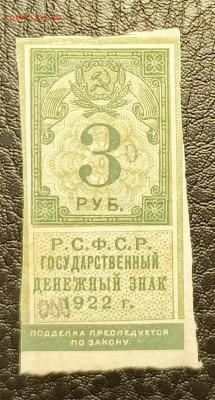 3
РУБ.
Р.С.Ф.С.Р.
ГОСУДАРСТВЕННЫЙ
ДЕНЕЖНЫЙ ЗНАК
1922 г.
ПОДДЕЛКА ПРЕСЛЕДУЕТСЯ
ПО ЗАКОНУ.